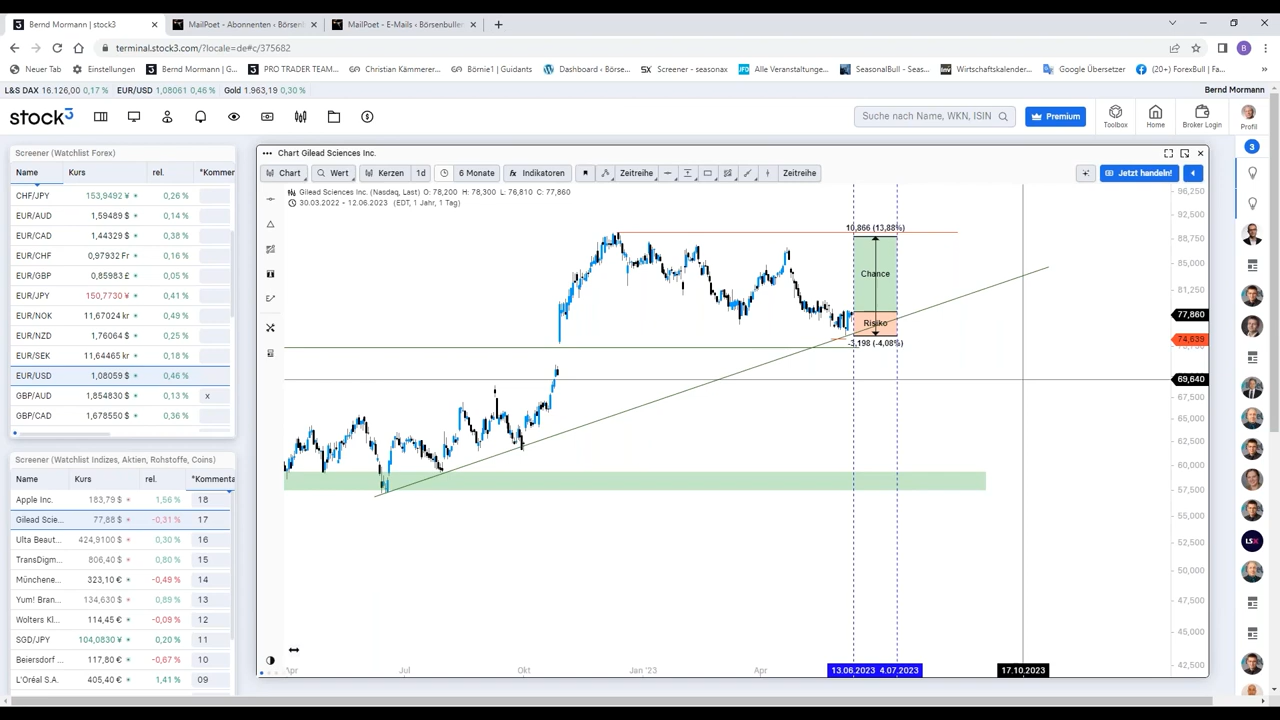 Bernd Mormann | stock3
MailPoet - Abonnenten ‹ Börsenb
MailPoet - E-Mails ‹ Börsenbulle
terminal.stock3.com/?locale=de#c/375682
Neuer Tab Einstellungen Bernd Mormann | G... PRO TRADER TEAM... Christian Kämmerer... Börnie1 | Guidants Dashboard ‹ Börse... Screener - seasonax Alle Veranstaltunge... SeasonalBull - Seas... Wirtschaftskalender... Google Übersetzer (20+) ForexBull | Fa...
L&S DAX 16.126,00 0,17 % EUR/USD 1,08061 0,46 % Gold 1.963,19 0,30 % Bernd Mormann
stock3
Suche nach Name, WKN, ISIN
Premium
Toolbox Home Broker Login Profil
Screener (Watchlist Forex)
Name Kurs rel. *Kommer
CHF/JPY 153,9492 ¥ 0,26 %
EUR/AUD 1,59489 $ 0,14 %
EUR/CAD 1,44329 $ 0,38 %
EUR/CHF 0,97932 Fr 0,16 %
EUR/GBP 0,85983 £ 0,05 %
EUR/JPY 150,7730 ¥ 0,41 %
EUR/NOK 11,67024 kr 0,49 %
EUR/NZD 1,76064 $ 0,25 %
EUR/SEK 11,64465 kr 0,18 %
EUR/USD 1,08059 $ 0,46 %
GBP/AUD 1,854830 $ 0,13 % x
GBP/CAD 1,678550 $ 0,36 %
Screener (Watchlist Indizes, Aktien, Rohstoffe, Coins)
Name Kurs rel. *Kommenta
Apple Inc. 183,79 $ 1,56 % 18
Gilead Scie... 77,88 $ -0,31 % 17
Ulta Beaut... 424,9100 $ 0,30 % 16
TransDigm... 806,40 $ 0,80 % 15
Münchene... 323,10 € -0,49 % 14
Yum! Bran... 134,630 $ 0,89 % 13
Wolters Kl... 114,45 € -0,09 % 12
SGD/JPY 104,0830 ¥ 0,20 % 11
Beiersdorf ... 117,80 € -0,67 % 10
L'Oréal S.A. 405,40 € 1,41 % 09
Chart Gilead Sciences Inc.
Chart Wert Kerzen 1d 6 Monate Indikatoren Zeitreihe Zeitreihe Jetzt handeln!
Gilead Sciences Inc. (Nasdaq, Last) O: 78,200 H: 78,300 L: 76,810 C: 77,860
30.03.2022 - 12.06.2023 (EDT, 1 Jahr, 1 Tag)
10,866 (13,88%)
Chance
Risiko
-3,198 (-4,08%)
96,250
92,500
88,750
85,000
81,250
77,860
74,639
69,640
67,500
65,000
62,500
60,000
57,500
55,000
52,500
50,000
47,500
45,000
42,500
Apr Jul Okt Jan '23 Apr 13.06.2023 4.07.2023 17.10.2023
3
LSX